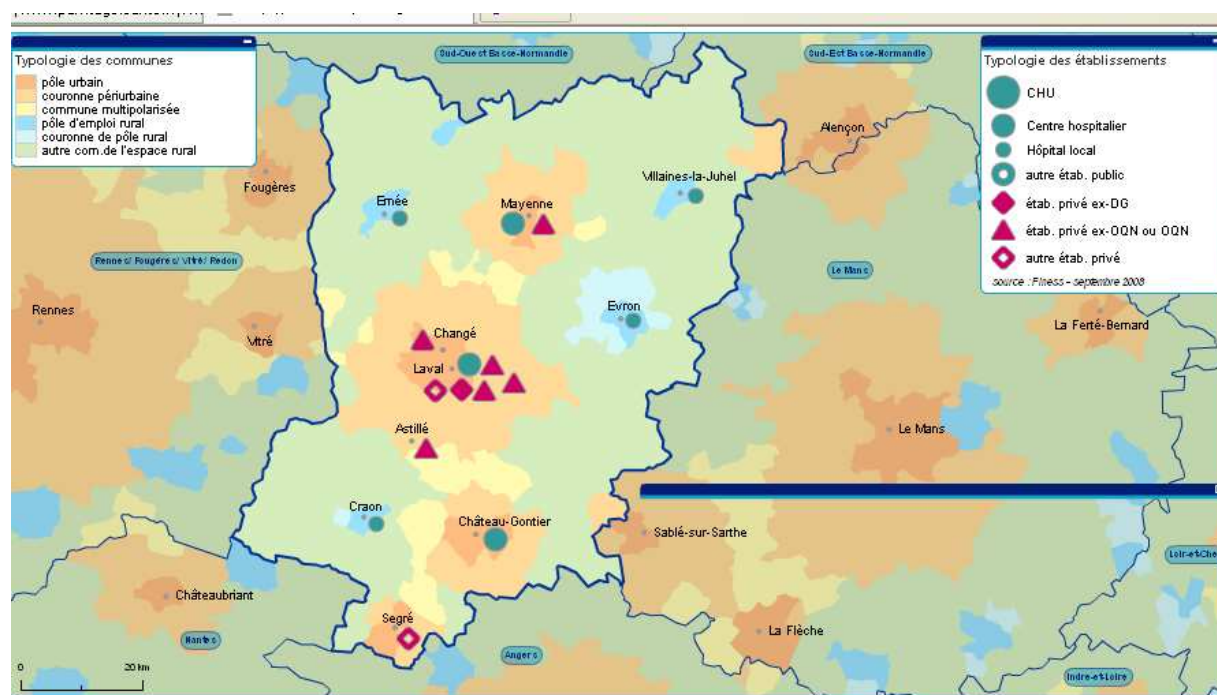 Typologie des communes
pôle urbain
couronne périurbaine
commune multipolarisée
pôle d'emploi rural
couronne de pôle rural
autre com.de l'espace rural
Sud-Ouest Basse-Normandie
Sud-Est Basse-Normandie
Typologie des établissements
CHU
Centre hospitalier
Hôpital local
autre étab. public
étab. privé ex-DG
étab. privé ex-OQN ou OQN
autre étab. privé
source : Finess - septembre 2008
Alençon
Fougères
Ernée
Mayenne
Villaines-la-Juhel
Rennes/ Fougères/ Vitré/ Redon
Le Mans
Rennes
Vitré
Changé
Evron
La Ferté-Bernard
Laval
Astillé
Le Mans
Craon
Château-Gontier
Sablé-sur-Sarthe
Loir-et-Che
Châteaubriant
Segré
La Flèche
Nantes
Angers
Indre-et-Loire
0 20 km